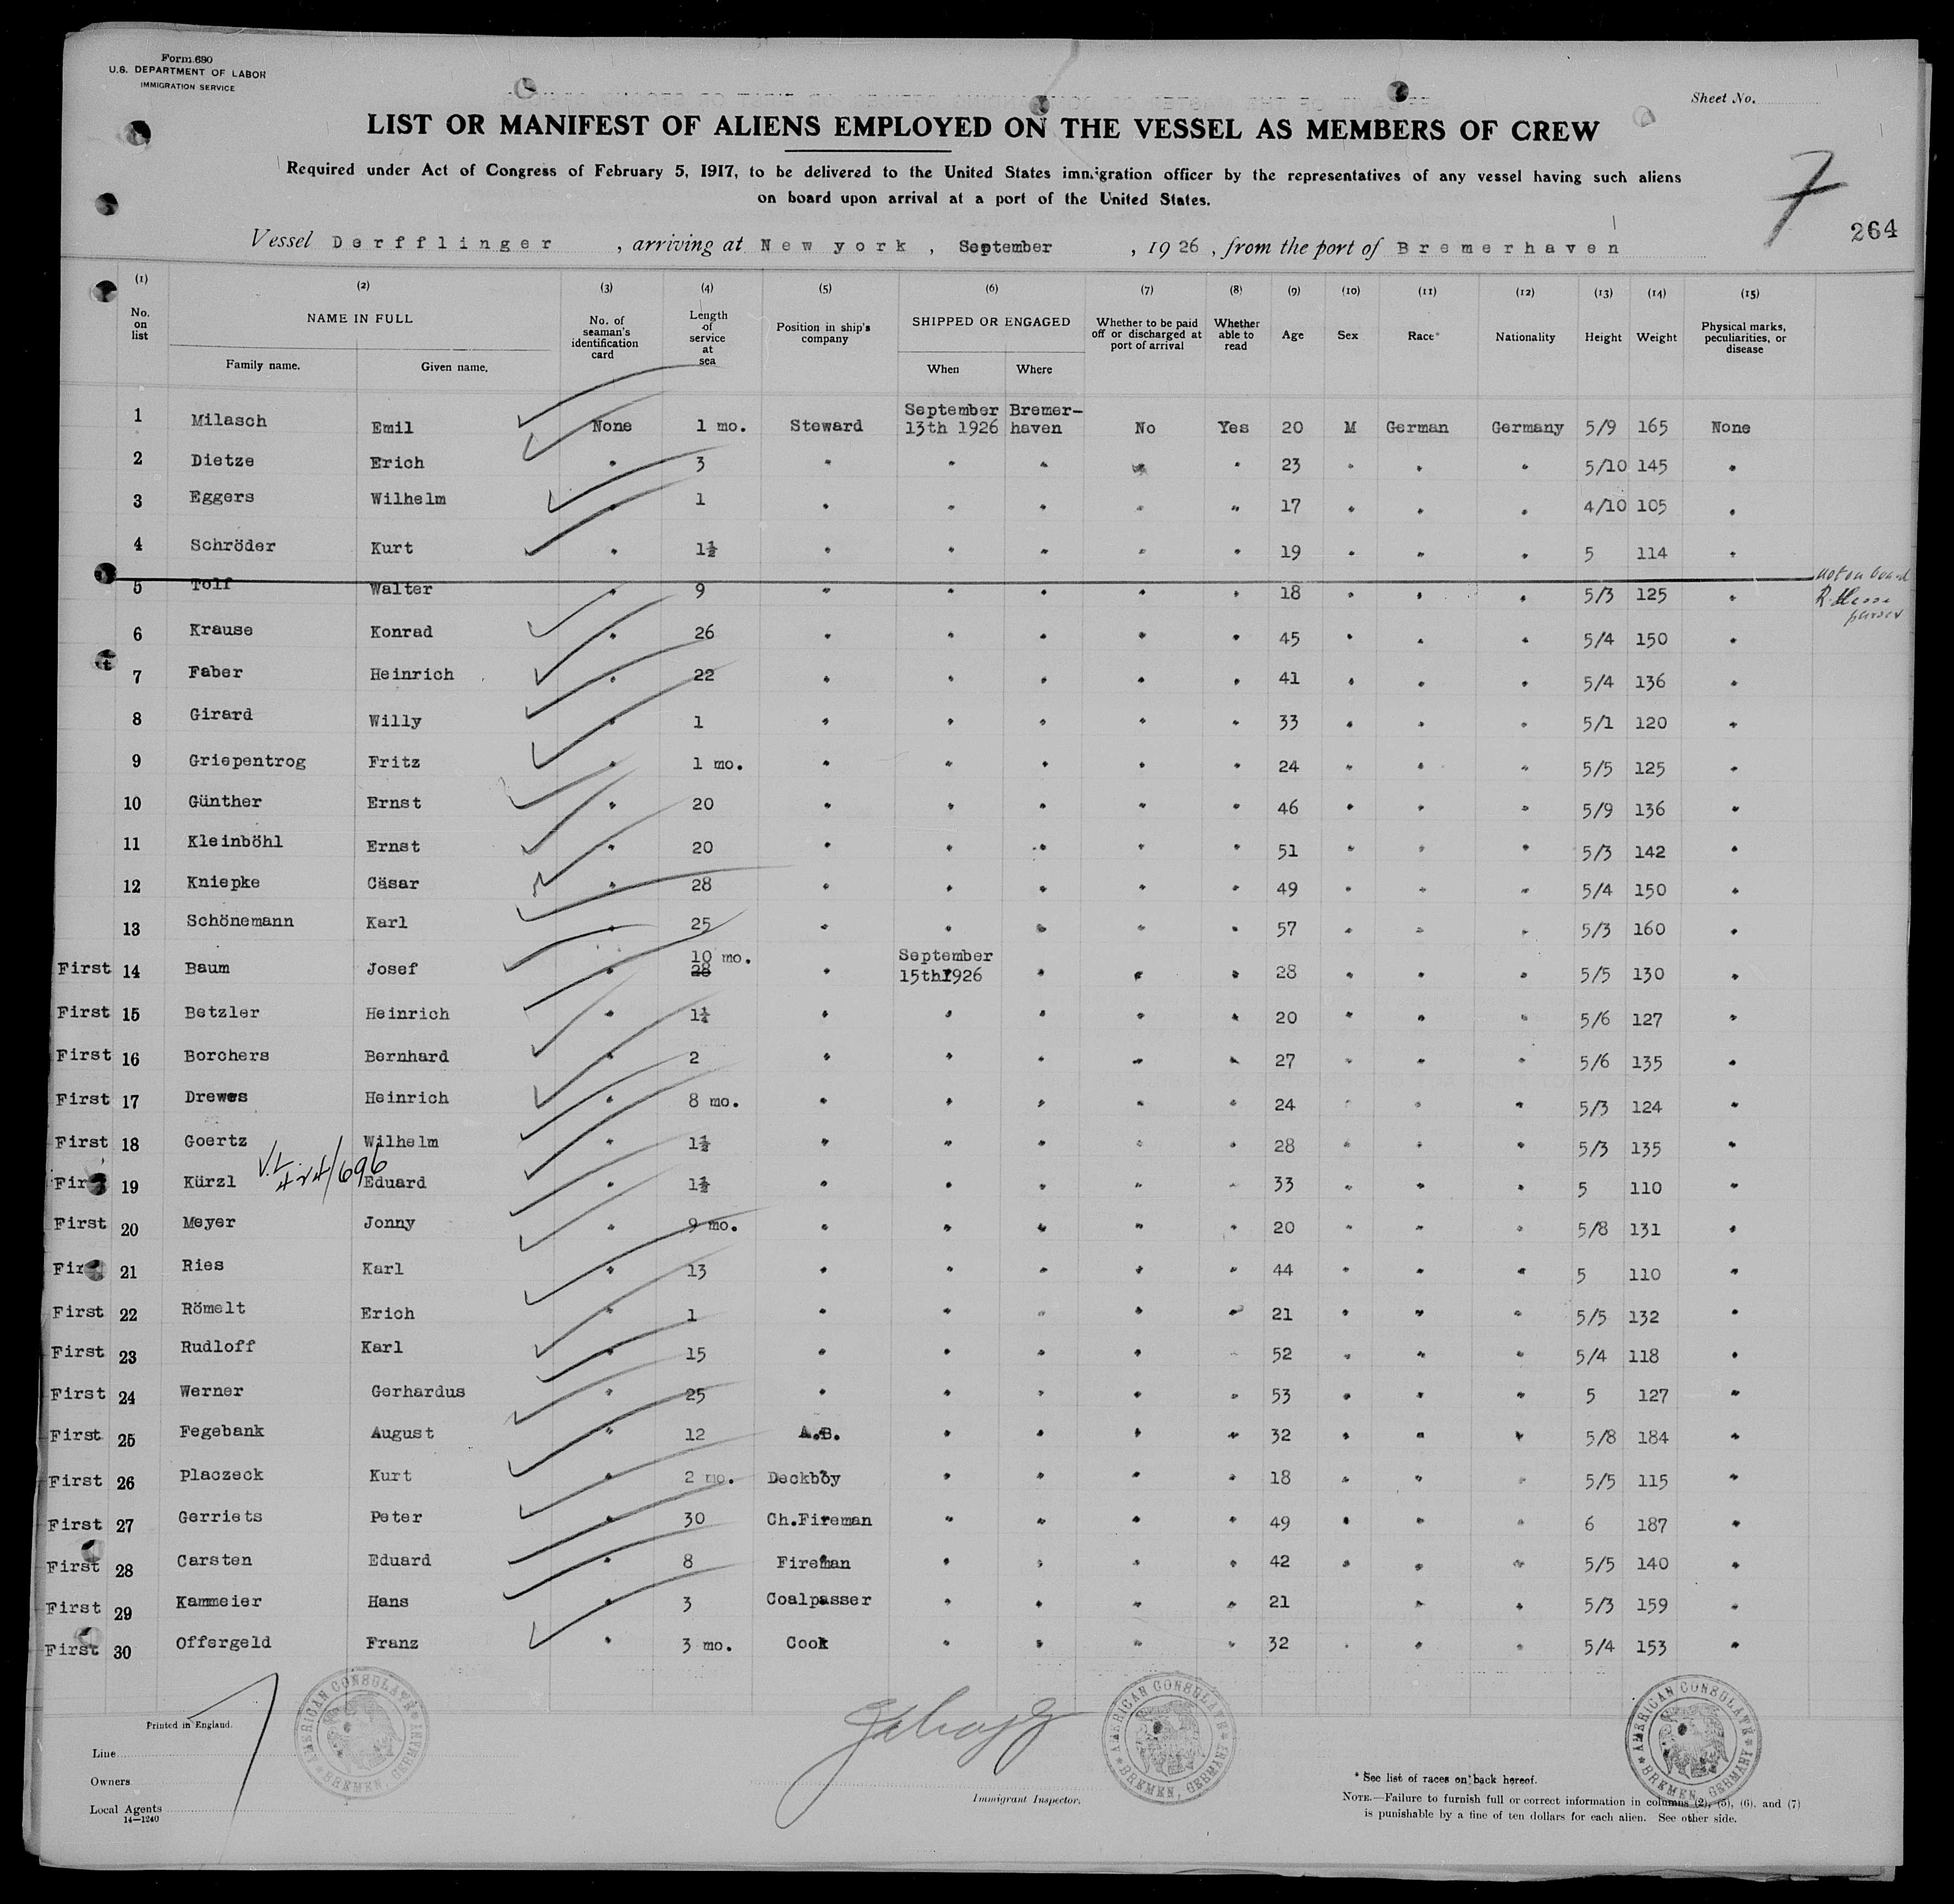 Form 680
U.S. DEPARTMENT OF LABOR
IMMIGRATION SERVICE
Sheet No.
LIST OR MANIFEST OF ALIENS EMPLOYED ON THE VESSEL AS MEMBERS OF CREW
Required under Act of Congress of February 5, 1917, to be delivered to the United States immigration officer by the representatives of any vessel having such aliens
on board upon arrival at a port of the United States.
7
264
Vessel Derfflinger , arriving at New york , September , 1926 , from the port of Bremerhaven
(1) (2) (3) (4) (5) (6) (7) (8) (9) (10) (11) (12) (13) (14) (15)
No. on list NAME IN FULL Family name. Given name. No. of seaman's identification card Length of service at sea Position in ship's company SHIPPED OR ENGAGED When Where Whether to be paid off or discharged at port of arrival Whether able to read Age Sex Race* Nationality Height Weight Physical marks, peculiarities, or disease
1 Milasch Emil None 1 mo. Steward September 13th 1926 Bremer-haven No Yes 20 M German Germany 5/9 165 None
2 Dietze Erich " 3 " " " " " 23 " " " 5/10 145 "
3 Eggers Wilhelm " 1 " " " " " 17 " " " 4/10 105 "
4 Schröder Kurt " 1½ " " " " " 19 " " " 5 114 "
5 Tolf Walter " 9 " " " " " 18 " " " 5/3 125 " not on board
purser
6 Krause Konrad " 26 " " " " " 45 " " " 5/4 150 "
7 Faber Heinrich " 22 " " " " " 41 " " " 5/4 136 "
8 Girard Willy " 1 " " " " " 33 " " " 5/1 120 "
9 Griepentrog Fritz " 1 mo. " " " " " 24 " " " 5/5 125 "
10 Günther Ernst " 20 " " " " " 46 " " " 5/9 136 "
11 Kleinböhl Ernst " 20 " " " " " 51 " " " 5/3 142 "
12 Kniepke Cäsar " 28 " " " " " 49 " " " 5/4 150 "
13 Schönemann Karl " 25 " " " " " 57 " " " 5/3 160 "
First 14 Baum Josef " 10 mo. 28 " September 15th 1926 " " " 28 " " " 5/5 130 "
First 15 Betzler Heinrich " 1¼ " " " " " 20 " " " 5/6 127 "
First 16 Borchers Bernhard " 2 " " " " " 27 " " " 5/6 135 "
First 17 Drewes Heinrich " 8 mo. " " " " " 24 " " " 5/3 124 "
First 18 Goertz Wilhelm " 1½ " " " " " 28 " " " 5/3 135 "
V.L. 424/696
First 19 Kürzl Eduard " 1½ " " " " " 33 " " " 5 110 "
First 20 Meyer Jonny " 9 mo. " " " " " 20 " " " 5/8 131 "
First 21 Ries Karl " 13 " " " " " 44 " " " 5 110 "
First 22 Römelt Erich " 1 " " " " " 21 " " " 5/5 132 "
First 23 Rudloff Karl " 15 " " " " " 52 " " " 5/4 118 "
First 24 Werner Gerhardus " 25 " " " " " 53 " " " 5 127 "
First 25 Fegebank August " 12 A.B. " " " " 32 " " " 5/8 184 "
First 26 Placzeck Kurt " 2 mo. Deckboy " " " " 18 " " " 5/5 115 "
First 27 Gerriets Peter " 30 Ch.Fireman " " " " 49 " " " 6 187 "
First 28 Carsten Eduard " 8 Fireman " " " " 42 " " " 5/5 140 "
First 29 Kammeier Hans " 3 Coalpasser " " " " 21 " " 5/3 159 "
First 30 Offergeld Franz " 3 mo. Cook " " " " 32 " " " 5/4 153 "
AMERICAN CONSULATE BREMEN, GERMANY
AMERICAN CONSULATE BREMEN, GERMANY
AMERICAN CONSULATE BREMEN, GERMANY
Printed in England.
Line
Owners
Local Agents
14—1240
Immigrant Inspector.
* See list of races on back hereof.
NOTE.—Failure to furnish full or correct information in columns (2), (5), (6), and (7)
is punishable by a fine of ten dollars for each alien. See other side.